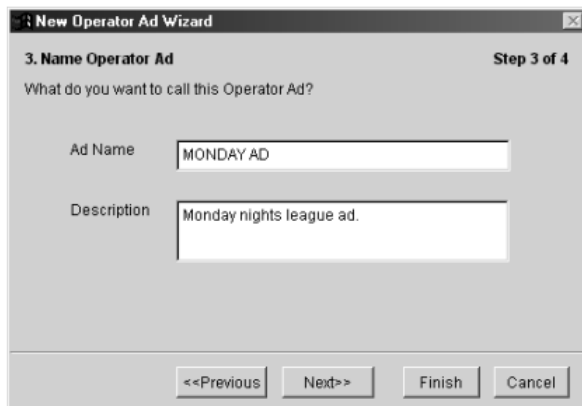 New Operator Ad Wizard
3. Name Operator Ad Step 3 of 4
What do you want to call this Operator Ad?
Ad Name MONDAY AD
Description Monday nights league ad.
<<Previous Next>> Finish Cancel